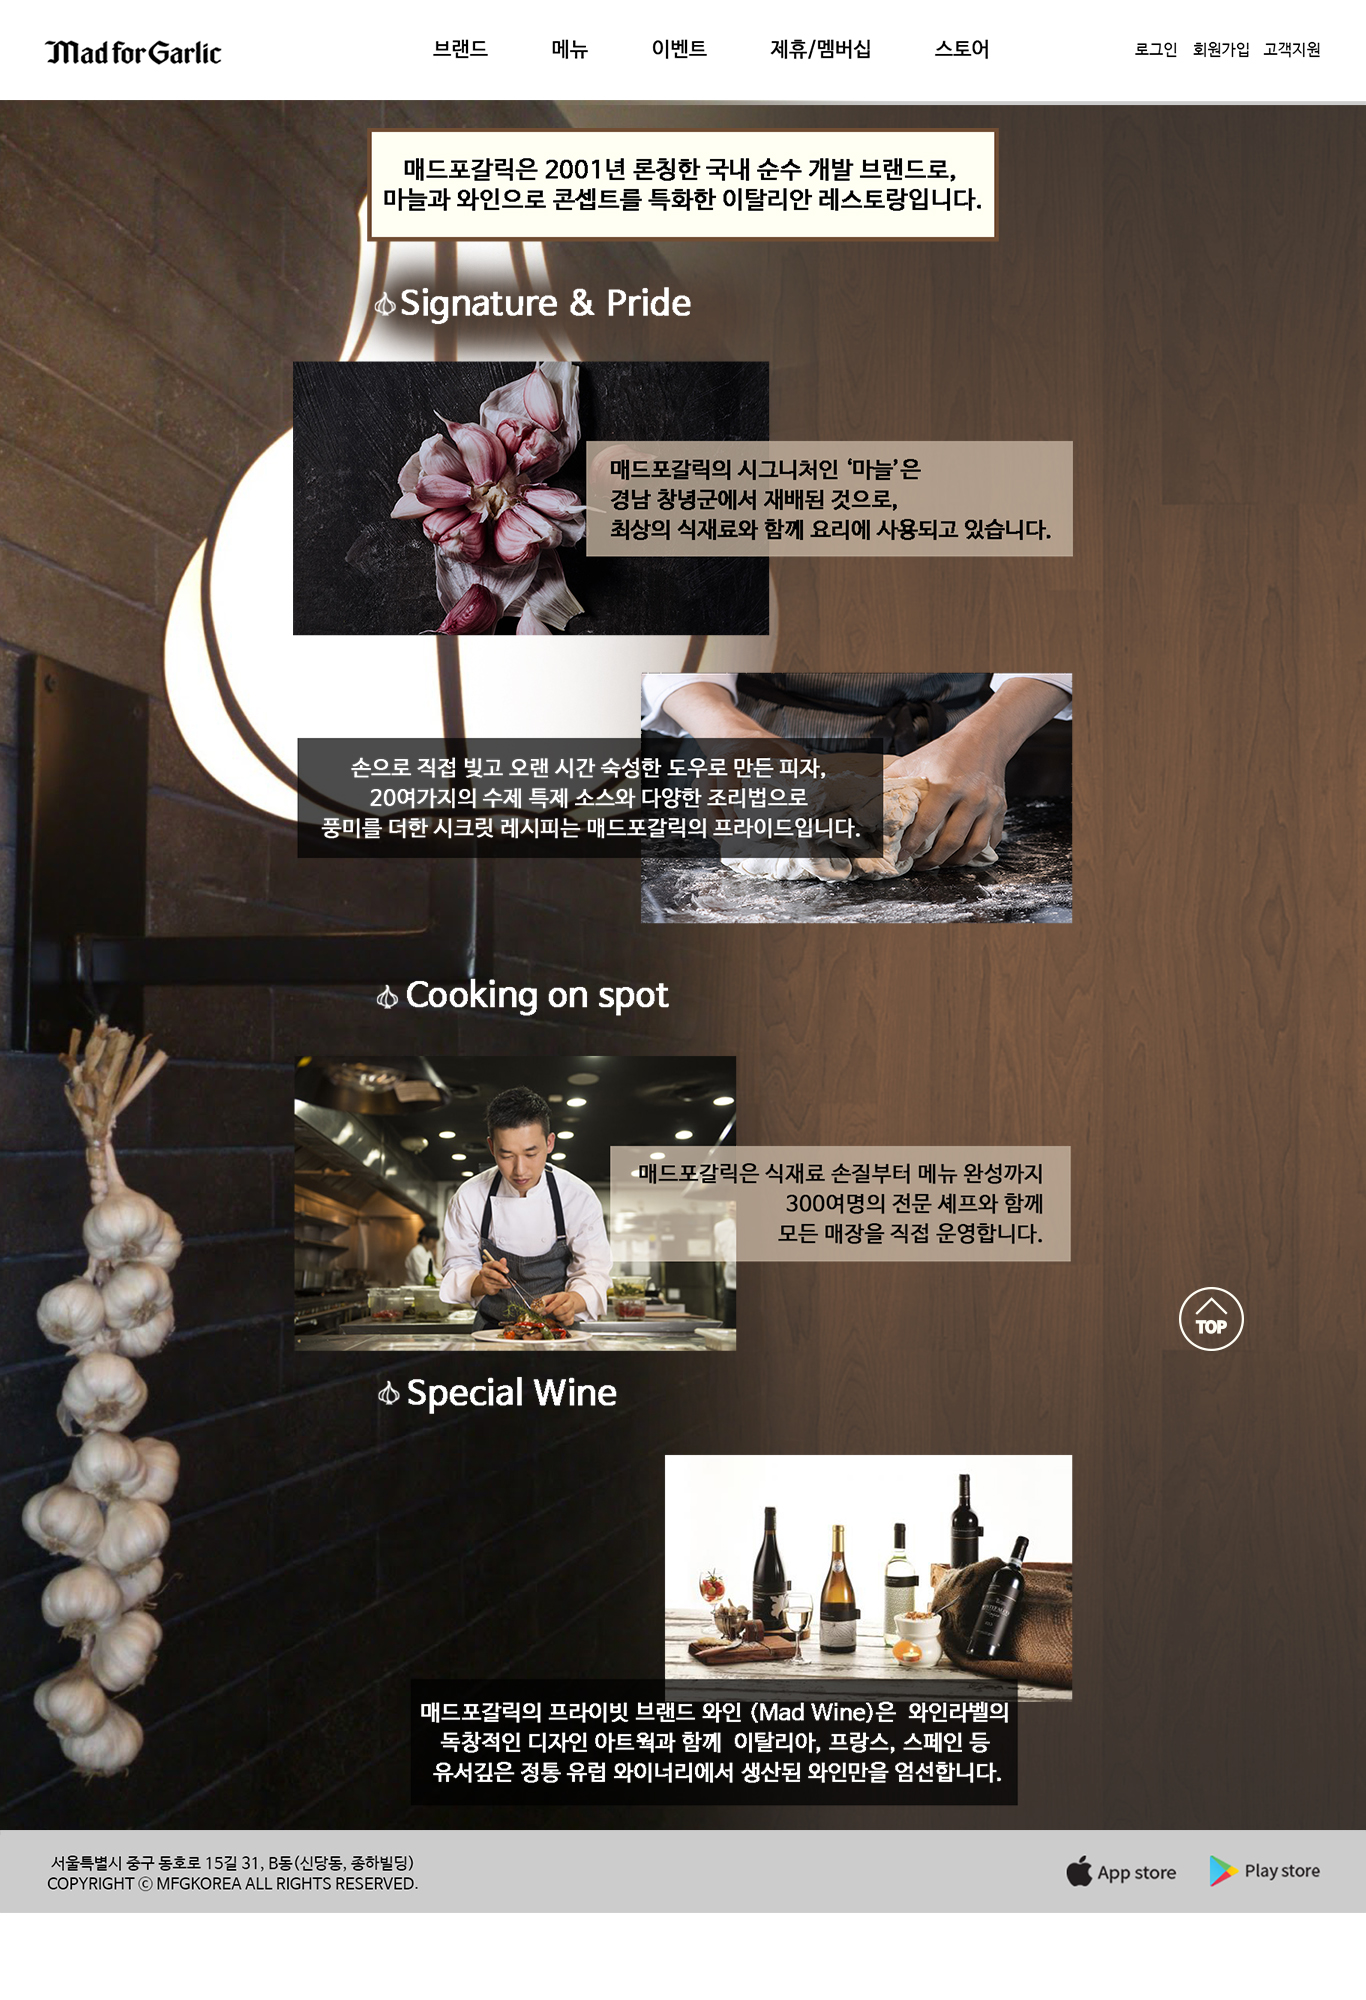 Mad for Garlic
브랜드 메뉴 이벤트 제휴/멤버십 스토어
로그인 회원가입 고객지원
매드포갈릭은 2001년 론칭한 국내 순수 개발 브랜드로,
마늘과 와인으로 콘셉트를 특화한 이탈리안 레스토랑입니다.
Signature & Pride
매드포갈릭의 시그니처인 ‘마늘’은
경남 창녕군에서 재배된 것으로,
최상의 식재료와 함께 요리에 사용되고 있습니다.
손으로 직접 빚고 오랜 시간 숙성한 도우로 만든 피자,
20여가지의 수제 특제 소스와 다양한 조리법으로
풍미를 더한 시크릿 레시피는 매드포갈릭의 프라이드입니다.
Cooking on spot
매드포갈릭은 식재료 손질부터 메뉴 완성까지
300여명의 전문 셰프와 함께
모든 매장을 직접 운영합니다.
TOP
Special Wine
매드포갈릭의 프라이빗 브랜드 와인 (Mad Wine)은 와인라벨의
독창적인 디자인 아트웍과 함께 이탈리아, 프랑스, 스페인 등
유서깊은 정통 유럽 와이너리에서 생산된 와인만을 엄선합니다.
서울특별시 중구 동호로 15길 31, B동(신당동, 종하빌딩)
COPYRIGHT ⓒ MFGKOREA ALL RIGHTS RESERVED.
App store
Play store